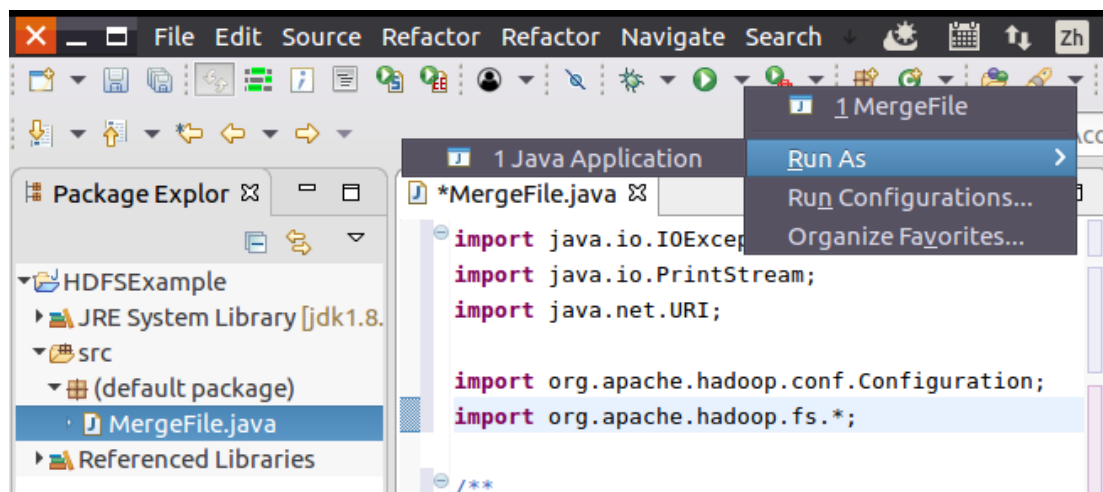 File Edit Source Refactor Refactor Navigate Search Zh
1 MergeFile
1 Java Application
Run As
Package Explor
*MergeFile.java
Run Configurations...
Organize Favorites...
import java.io.
import java.io.PrintStream;
import java.net.URI;
import org.apache.hadoop.conf.Configuration;
import org.apache.hadoop.fs.*;
/**
HDFSExample
JRE System Library [jdk1.8.
src
(default package)
MergeFile.java
Referenced Libraries